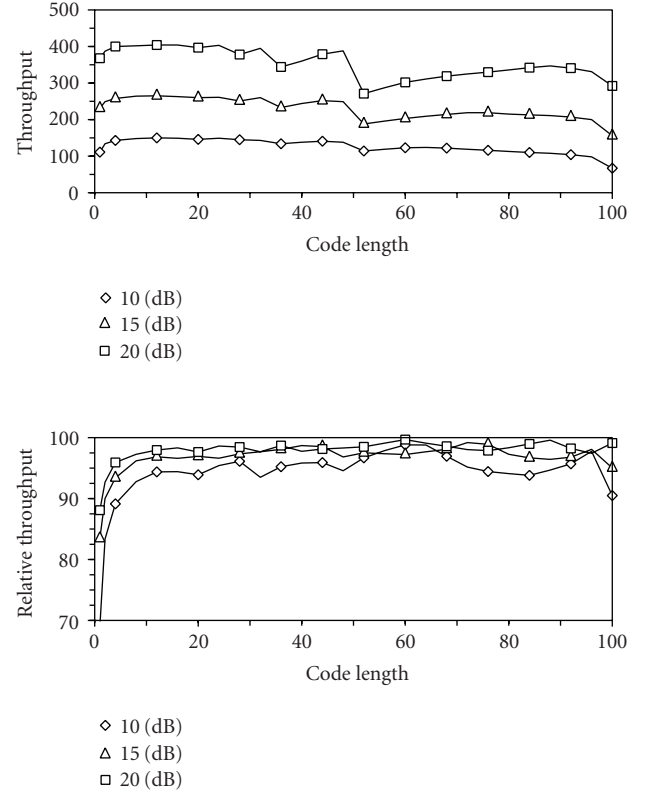 500
400
300
200
100
0
Throughput
0 20 40 60 80 100
Code length
10 (dB)
15 (dB)
20 (dB)
100
90
80
70
Relative throughput
0 20 40 60 80 100
Code length
10 (dB)
15 (dB)
20 (dB)